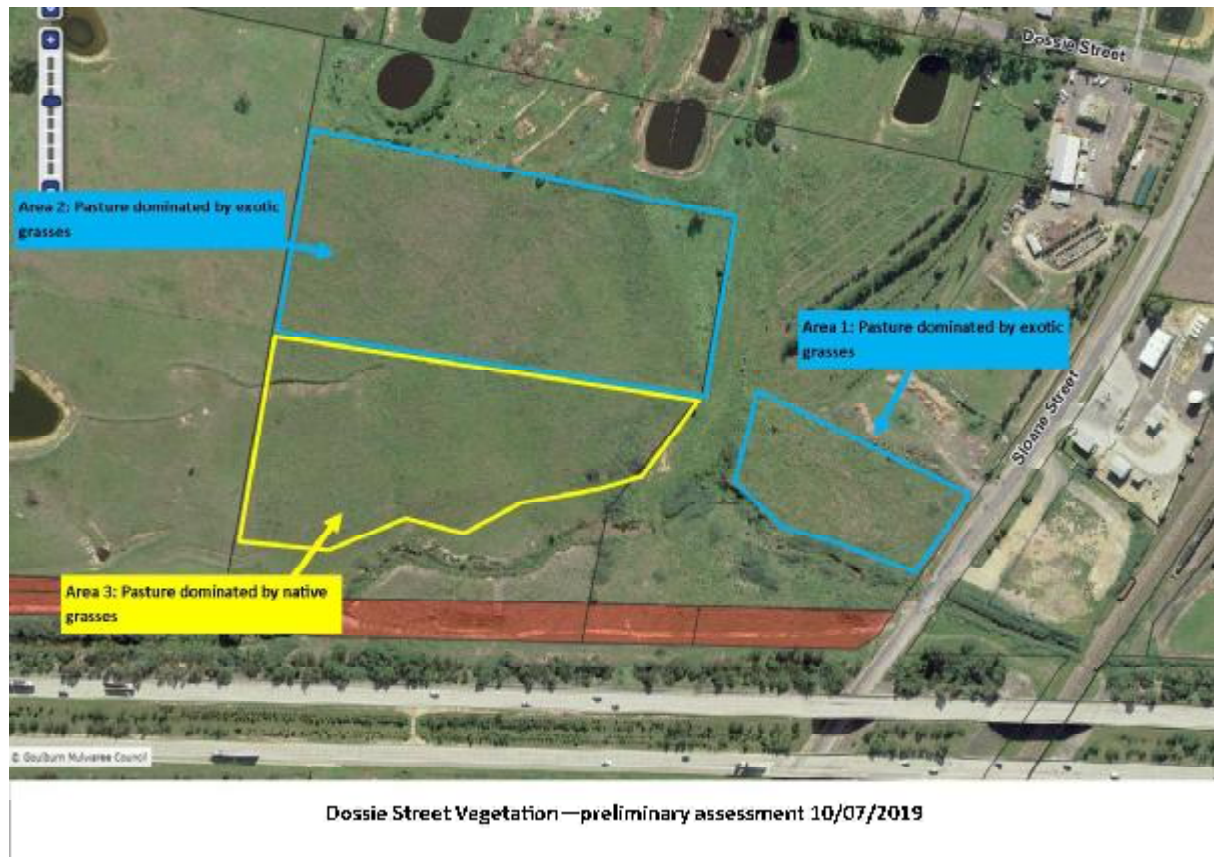 Dossie Street
Area 2: Pasture dominated by exotic
grasses
Area 1: Pasture dominated by exotic
grasses
Sloane Street
Area 3: Pasture dominated by native
grasses
© Goulburn Mulwaree Council
Dossie Street Vegetation—preliminary assessment 10/07/2019